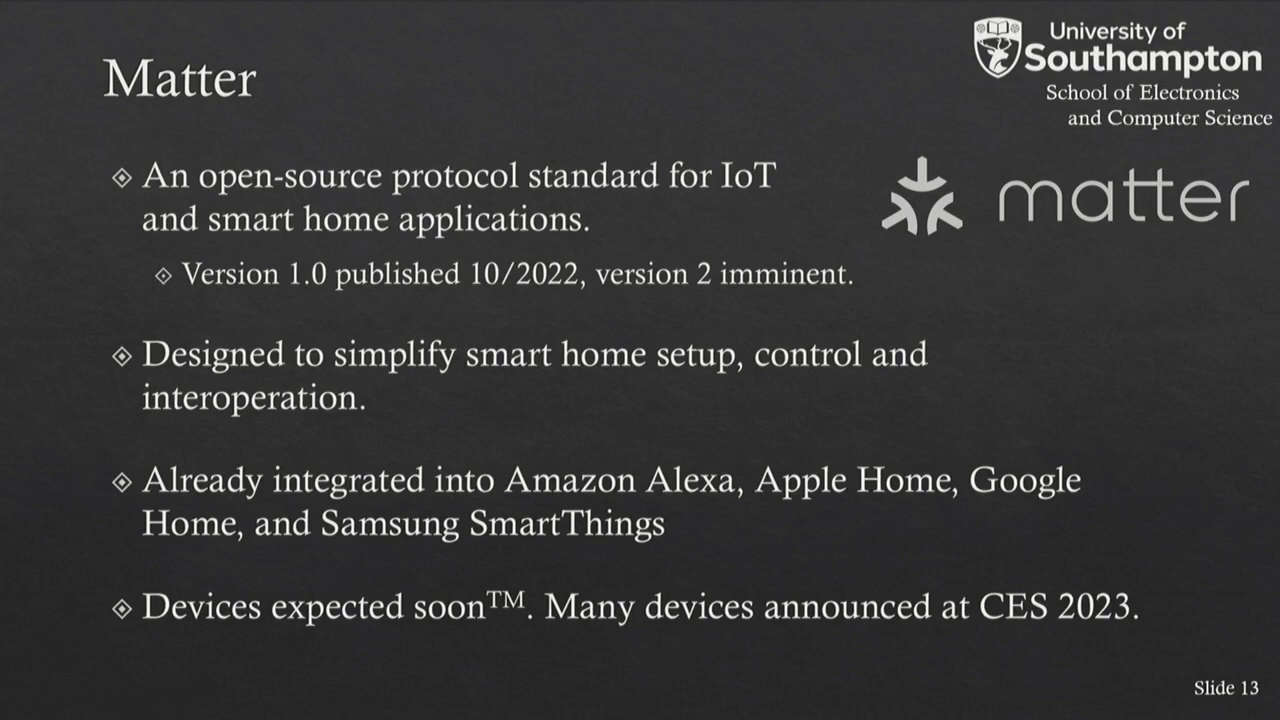 Matter
University of
Southampton
School of Electronics
and Computer Science
matter
An open-source protocol standard for IoT
and smart home applications.
Version 1.0 published 10/2022, version 2 imminent.
Designed to simplify smart home setup, control and
interoperation.
Already integrated into Amazon Alexa, Apple Home, Google
Home, and Samsung SmartThings
Devices expected soon™. Many devices announced at CES 2023.
Slide 13